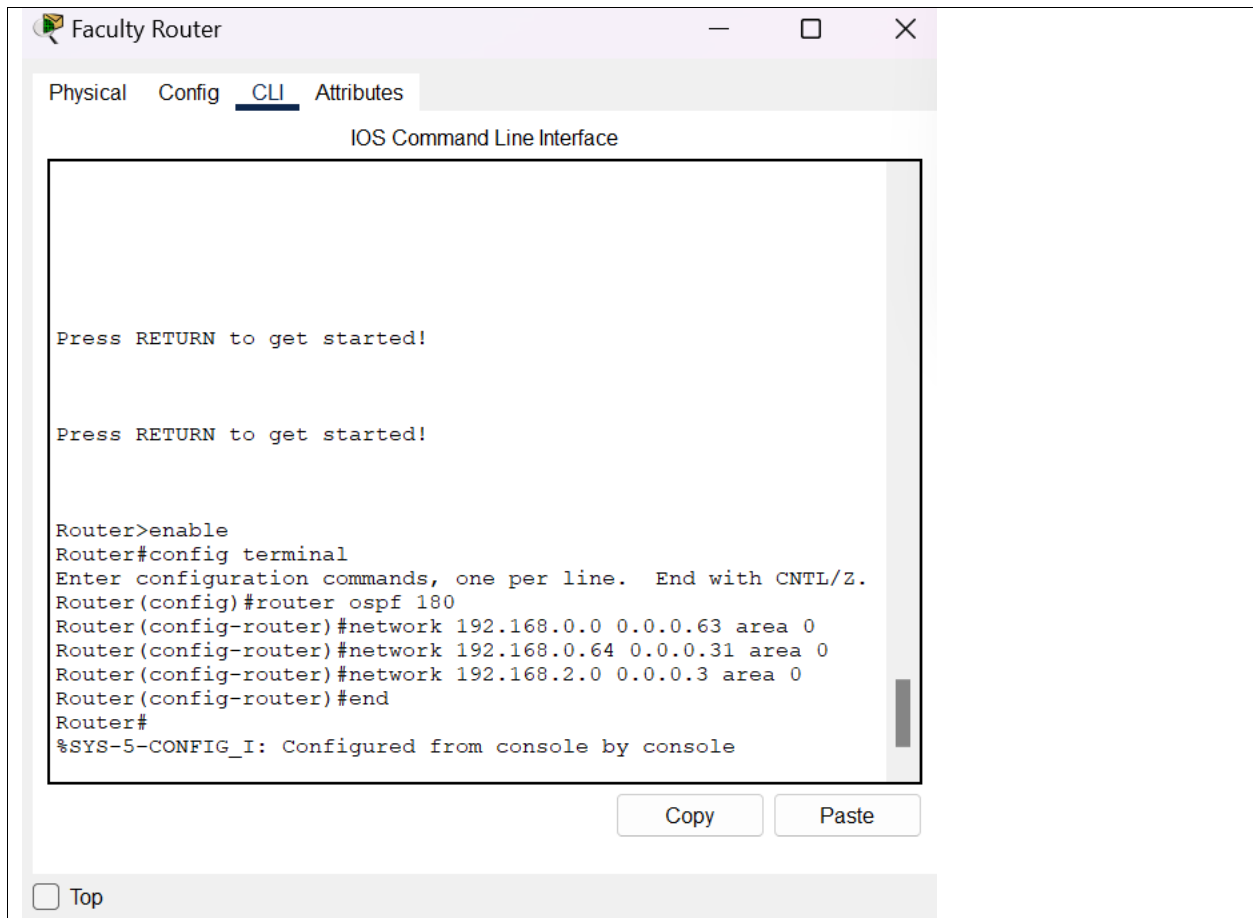 Faculty Router
Physical Config CLI Attributes
IOS Command Line Interface
Press RETURN to get started!
Press RETURN to get started!
Router>enable
Router#config terminal
Enter configuration commands, one per line.  End with CNTL/Z.
Router(config)#router ospf 180
Router(config-router)#network 192.168.0.0 0.0.0.63 area 0
Router(config-router)#network 192.168.0.64 0.0.0.31 area 0
Router(config-router)#network 192.168.2.0 0.0.0.3 area 0
Router(config-router)#end
Router#
%SYS-5-CONFIG_I: Configured from console by console
Copy Paste
Top